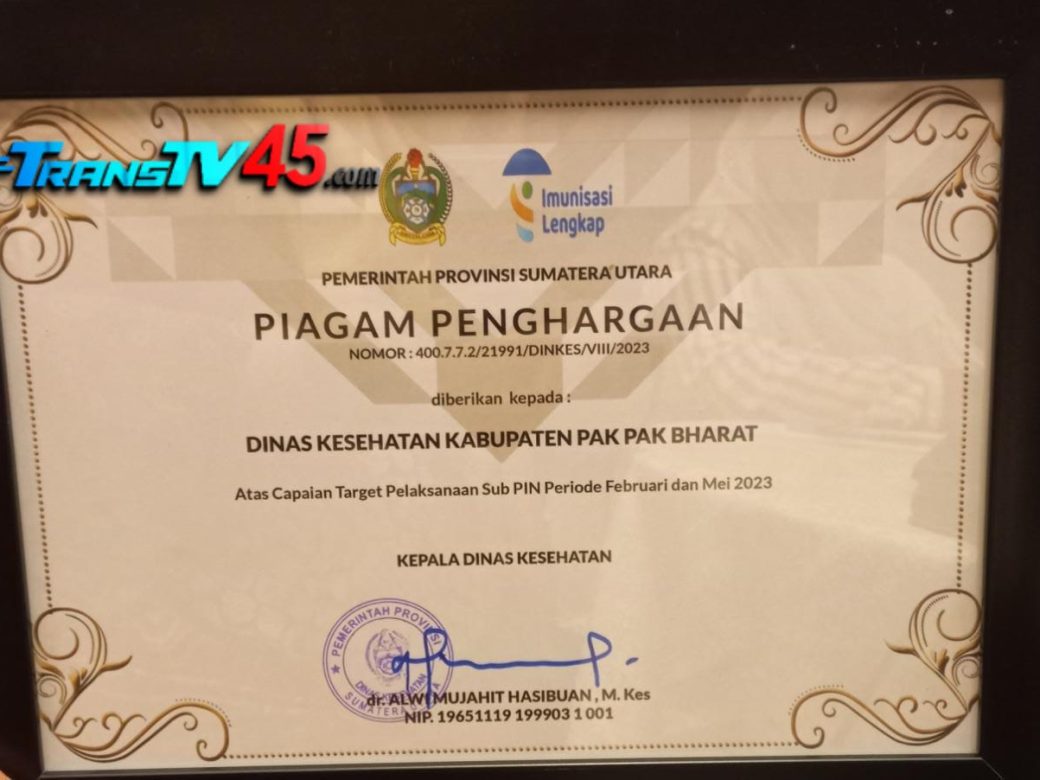 TRANSTV45.com
Imunisasi
Lengkap
PEMERINTAH PROVINSI SUMATERA UTARA
PIAGAM PENGHARGAAN
NOMOR : 400.7.7.2/21991/DINKES/VIII/2023
diberikan kepada :
DINAS KESEHATAN KABUPATEN PAK PAK BHARAT
Atas Capaian Target Pelaksanaan Sub PIN Periode Februari dan Mei 2023
KEPALA DINAS KESEHATAN
PEMERINTAH PROVINSI
DINAS KESEHATAN
SUMATERA UTARA
dr. ALWI MUJAHIT HASIBUAN , M. Kes
NIP. 19651119 199903 1 001